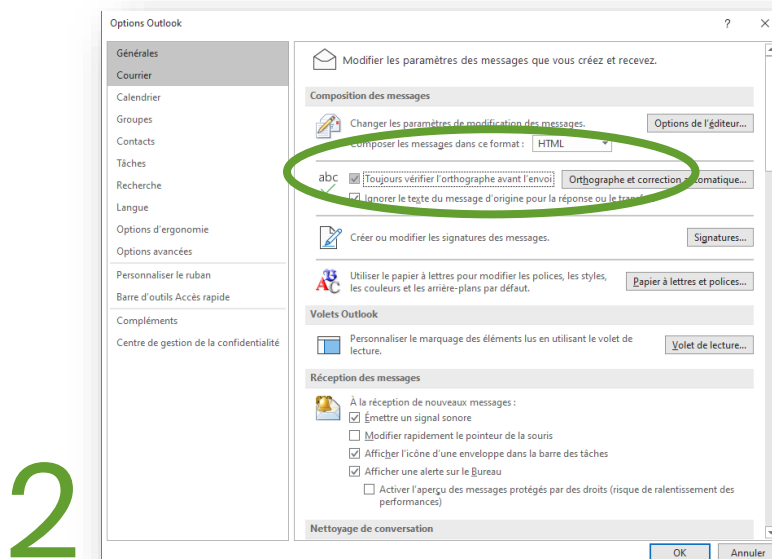 Options Outlook
? ×
Générales
Courrier
Calendrier
Groupes
Contacts
Tâches
Recherche
Langue
Options d'ergonomie
Options avancées
Personnaliser le ruban
Barre d'outils Accès rapide
Compléments
Centre de gestion de la confidentialité
Modifier les paramètres des messages que vous créez et recevez.
Composition des messages
Changer les paramètres de modification des messages.
Options de l'éditeur...
Composer les messages dans ce format :
HTML
abc
Toujours vérifier l'orthographe avant l'envoi
Orthographe et correction automatique...
Ignorer le texte du message d'origine pour la réponse ou le
Créer ou modifier les signatures des messages.
Signatures...
Utiliser le papier à lettres pour modifier les polices, les styles,
les couleurs et les arrière-plans par défaut.
Papier à lettres et polices...
Volets Outlook
Personnaliser le marquage des éléments lus en utilisant le volet de
lecture.
Volet de lecture...
Réception des messages
À la réception de nouveaux messages :
Émettre un signal sonore
Modifier rapidement le pointeur de la souris
Afficher l'icône d'une enveloppe dans la barre des tâches
Afficher une alerte sur le Bureau
Activer l'aperçu des messages protégés par des droits (risque de ralentissement des
performances)
Nettoyage de conversation
OK
Annuler
2